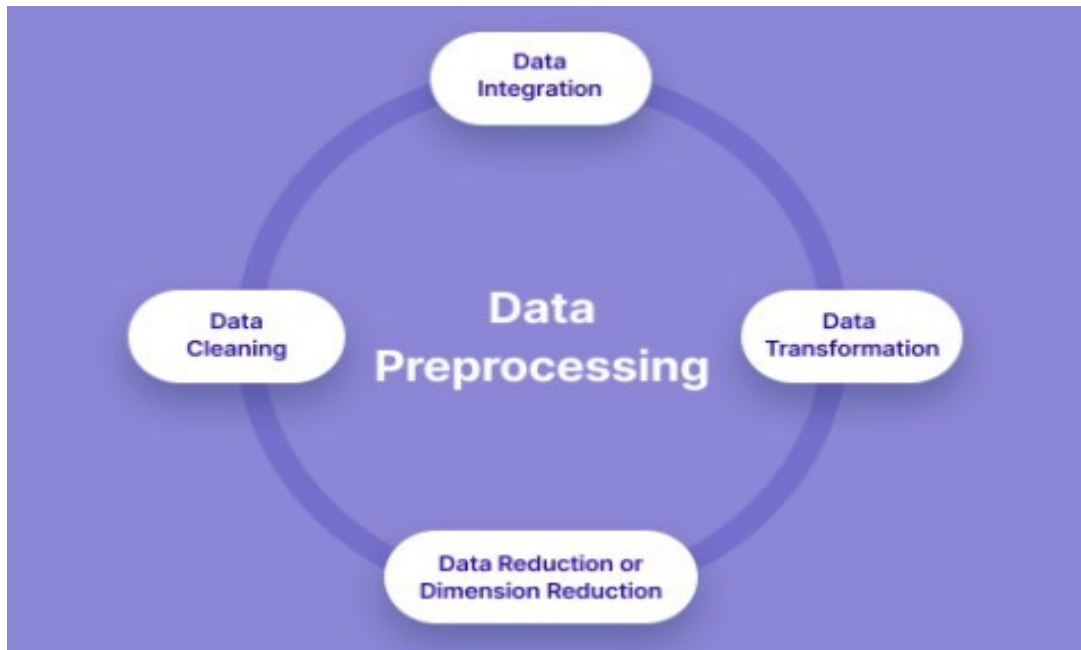 Data
Integration
Data
Cleaning
Data
Preprocessing
Data
Transformation
Data Reduction or
Dimension Reduction